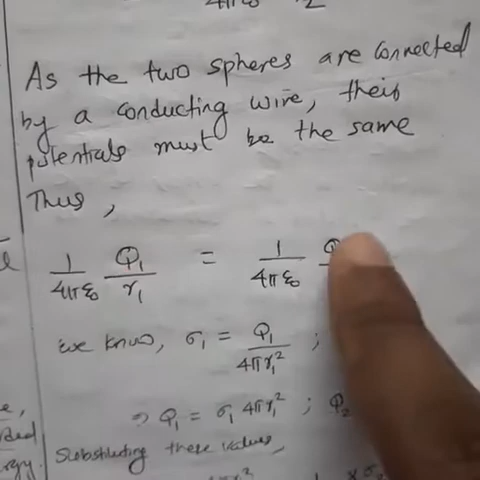 As the two spheres are connected
by a conducting wire, their
potentials must be the same
Thus,
1/4πε₀ Q₁/r₁ = 1/4πε₀
we know, σ₁ = Q₁/4πr₁² ;
⇒ Q₁ = σ₁ 4πr₁² ; Q₂
Substituting these values,